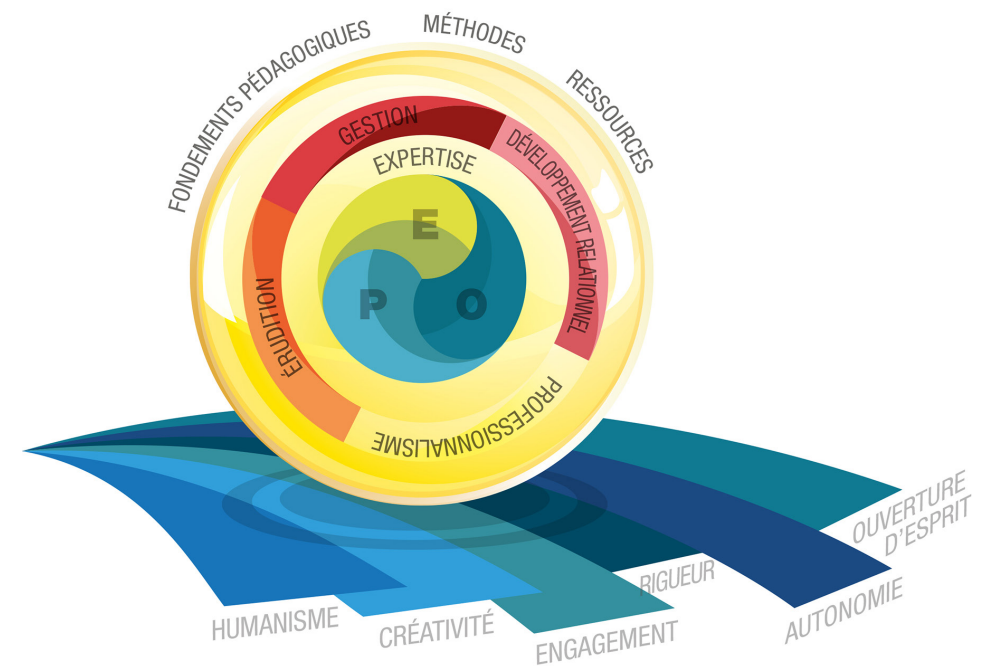 FONDEMENTS PÉDAGOGIQUES
MÉTHODES
RESSOURCES
GESTION
DÉVELOPPEMENT RELATIONNEL
EXPERTISE
E
P
O
ÉRUDITION
PROFESSIONNALISME
OUVERTURE
D'ESPRIT
RIGUEUR
AUTONOMIE
HUMANISME
CRÉATIVITÉ
ENGAGEMENT